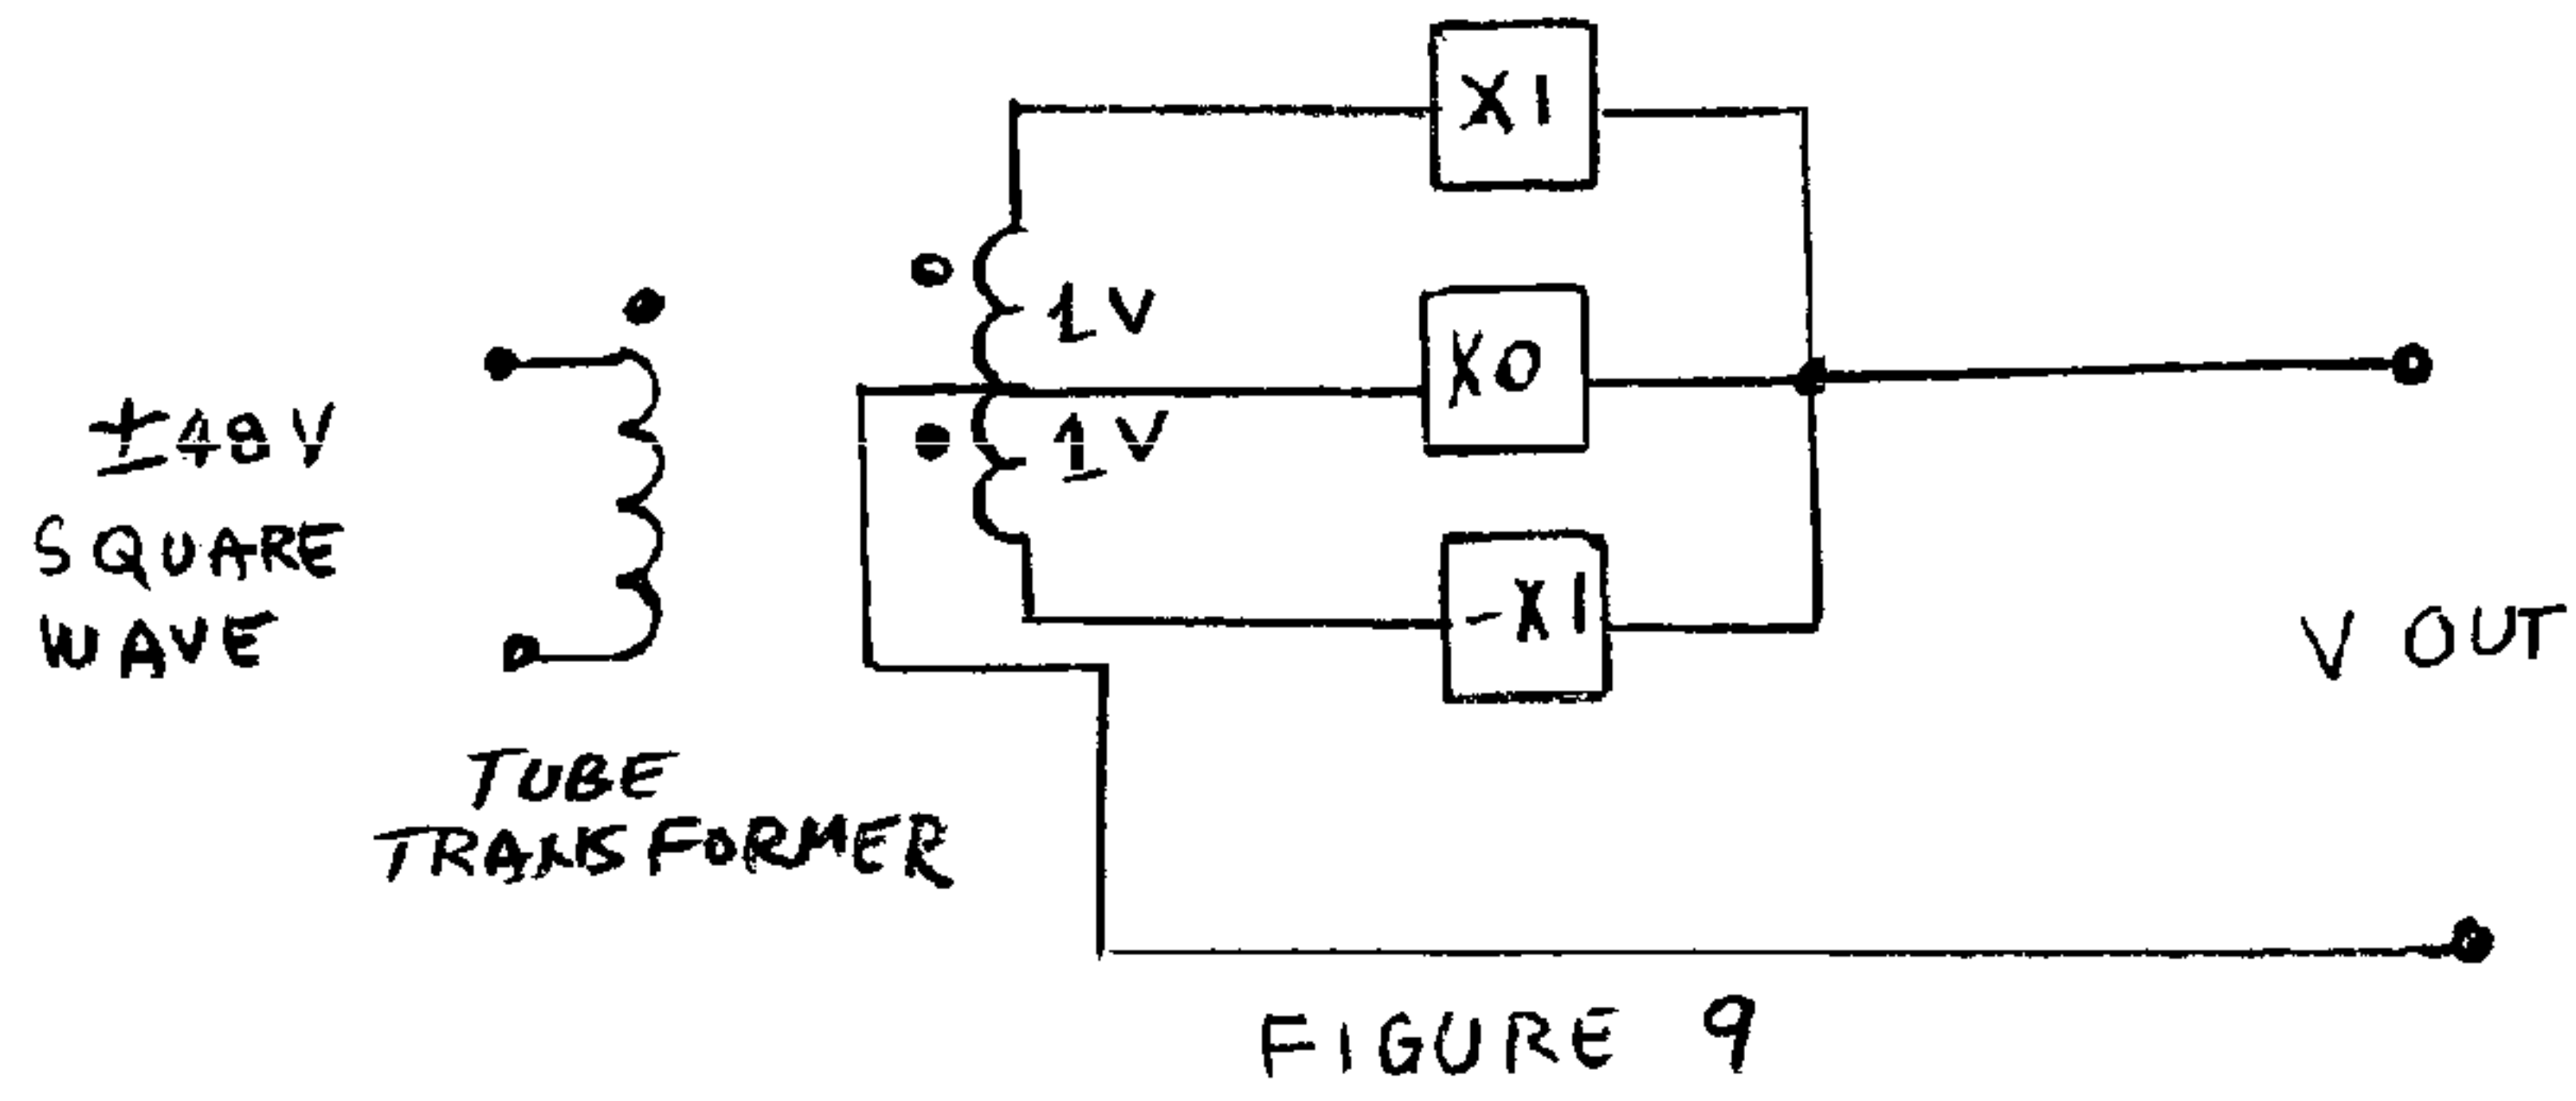 X1
1V
X0
±48V
1V
SQUARE
WAVE
-X1
V OUT
TUBE
TRANSFORMER
FIGURE 9